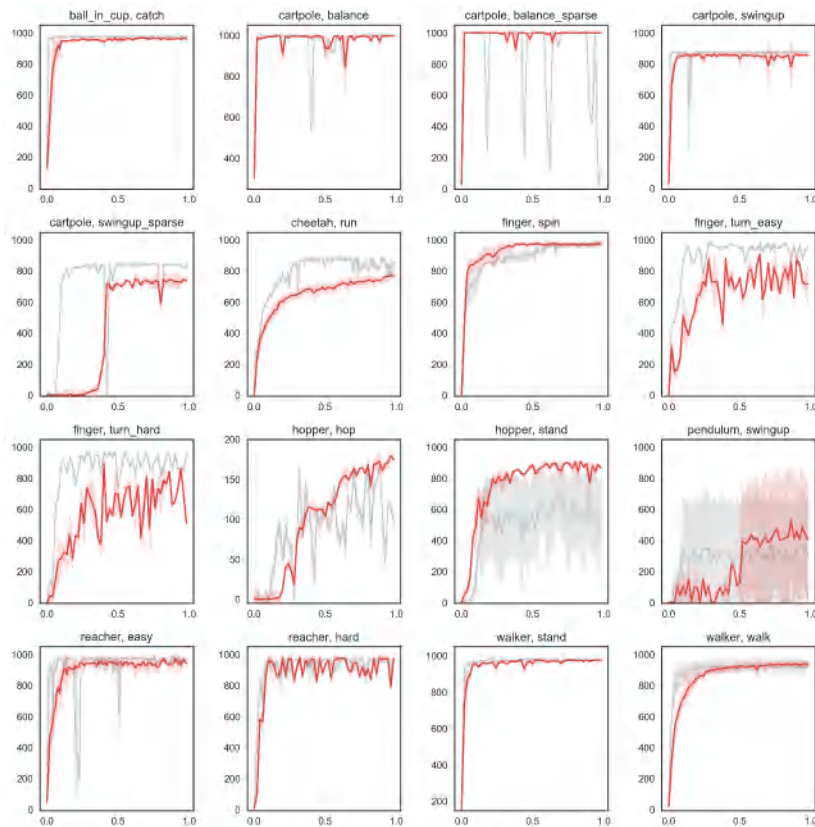 ball_in_cup, catch cartpole, balance cartpole, balance_sparse cartpole, swingup
1000 1000 1000 1000
800 800 800 800
600 600 600 600
400 400 400 400
200 200 200
0 0 0
0.0 0.5 1.0 0.0 0.5 1.0 0.0 0.5 1.0 0.0 0.5 1.0
cartpole, swingup_sparse cheetah, run finger, spin finger, turn_easy
1000 1000 1000 1000
800 800 800 800
600 600 600 600
400 400 400 400
200 200 200 200
0 0 0 0
0.0 0.5 1.0 0.0 0.5 1.0 0.0 0.5 1.0 0.0 0.5 1.0
finger, turn_hard hopper, hop hopper, stand pendulum, swingup
1000 200 1000 1000
800 150 800 800
600 100 600 600
400 50 400 400
200 0 200 200
0 0 0
0.0 0.5 1.0 0.0 0.5 1.0 0.0 0.5 1.0 0.0 0.5 1.0
reacher, easy reacher, hard walker, stand walker, walk
1000 1000 1000 1000
800 800 800 800
600 600 600 600
400 400 400 400
200 200 200 200
0 0 0
0.0 0.5 1.0 0.0 0.5 1.0 0.0 0.5 1.0 0.0 0.5 1.0